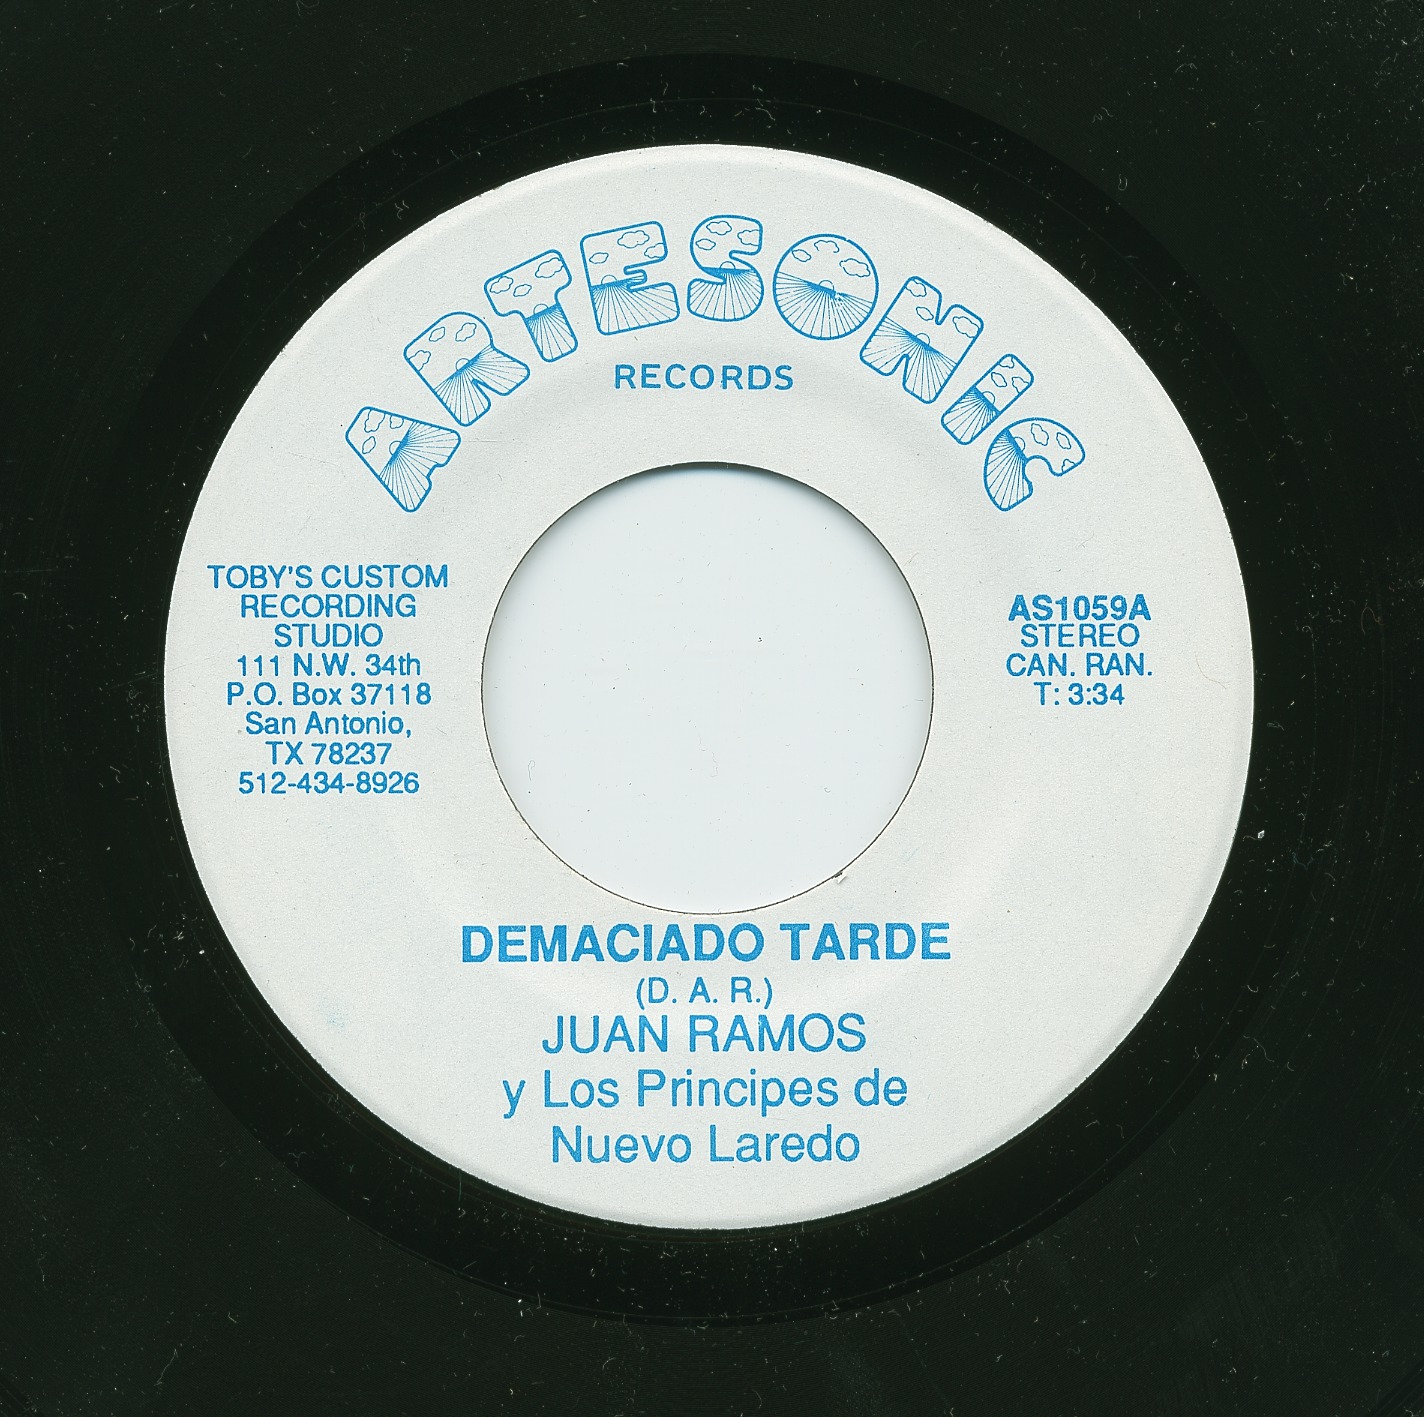 ARTESONIC
RECORDS
TOBY'S CUSTOM
RECORDING
STUDIO
111 N.W. 34th
P.O. Box 37118
San Antonio,
TX 78237
512-434-8926
AS1059A
STEREO
CAN. RAN.
T: 3:34
DEMACIADO TARDE
(D. A. R.)
JUAN RAMOS
y Los Principes de
Nuevo Laredo